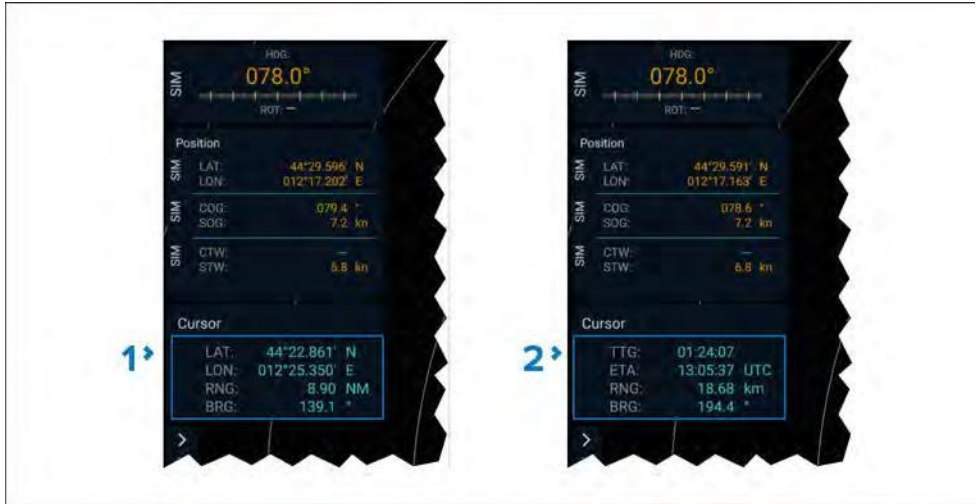 HDG:
078.0°
SIM
ROT: —
Position
SIM
LAT: 44°29.596' N
LON: 012°17.202' E
SIM
COG: 079.4 °
SOG: 7.2 kn
SIM
CTW: —
STW: 6.8 kn
Cursor
1
LAT: 44°22.861' N
LON: 012°25.350' E
RNG: 8.90 NM
BRG: 139.1 °
HDG:
078.0°
SIM
ROT: —
Position
SIM
LAT: 44°29.591' N
LON: 012°17.163' E
SIM
COG: 078.6 °
SOG: 7.2 kn
SIM
CTW: —
STW: 6.8 kn
Cursor
2
TTG: 01:24:07
ETA: 13:05:37 UTC
RNG: 18.68 km
BRG: 194.4 °